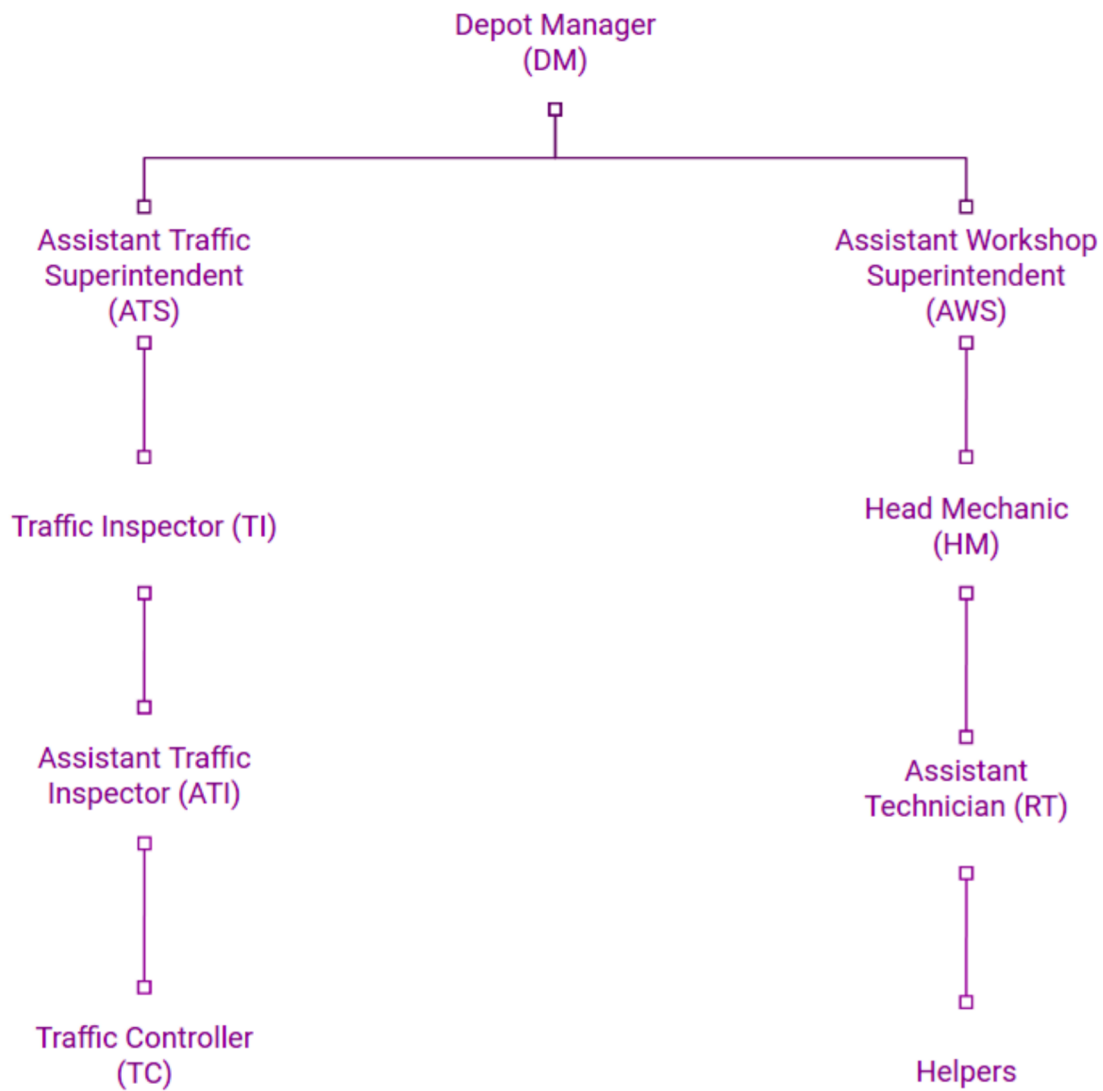 Depot Manager
(DM)
Assistant Traffic
Superintendent
(ATS)
Assistant Workshop
Superintendent
(AWS)
Traffic Inspector (TI)
Head Mechanic
(HM)
Assistant Traffic
Inspector (ATI)
Assistant
Technician (RT)
Traffic Controller
(TC)
Helpers